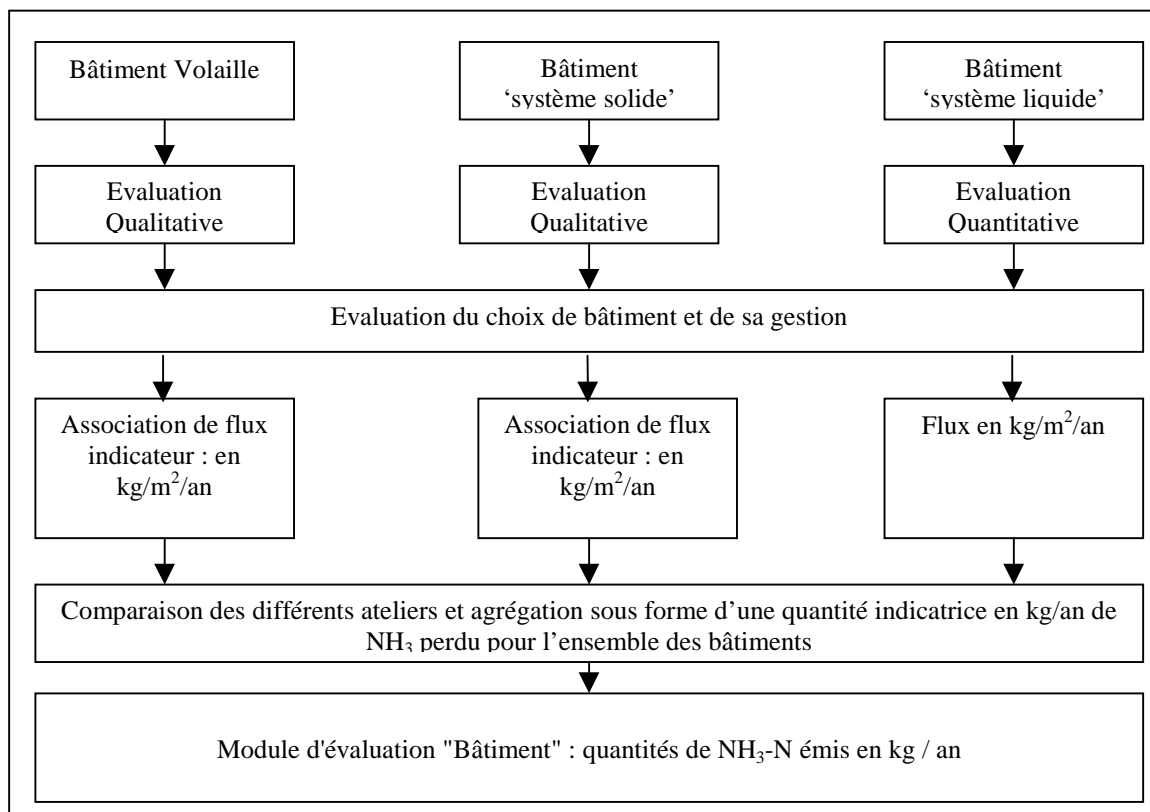 Bâtiment Volaille
Bâtiment
‘système solide’
Bâtiment
‘système liquide’
Evaluation
Qualitative
Evaluation
Qualitative
Evaluation
Quantitative
Evaluation du choix de bâtiment et de sa gestion
Association de flux
indicateur : en
kg/m²/an
Association de flux
indicateur : en
kg/m²/an
Flux en kg/m²/an
Comparaison des différents ateliers et agrégation sous forme d’une quantité indicatrice en kg/an de
NH₃ perdu pour l’ensemble des bâtiments
Module d'évaluation "Bâtiment" : quantités de NH₃-N émis en kg / an